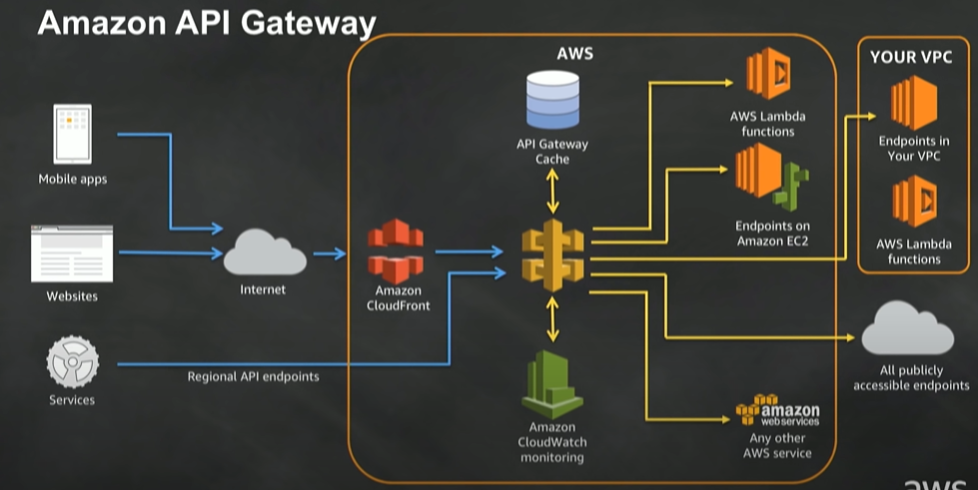 Amazon API Gateway
AWS
YOUR VPC
Mobile apps
Websites
Services
Internet
Regional API endpoints
Amazon
CloudFront
API Gateway
Cache
Amazon
CloudWatch
monitoring
AWS Lambda
functions
Endpoints on
Amazon EC2
amazon
webservices
Any other
AWS service
Endpoints in
Your VPC
AWS Lambda
functions
All publicly
accessible endpoints
aws